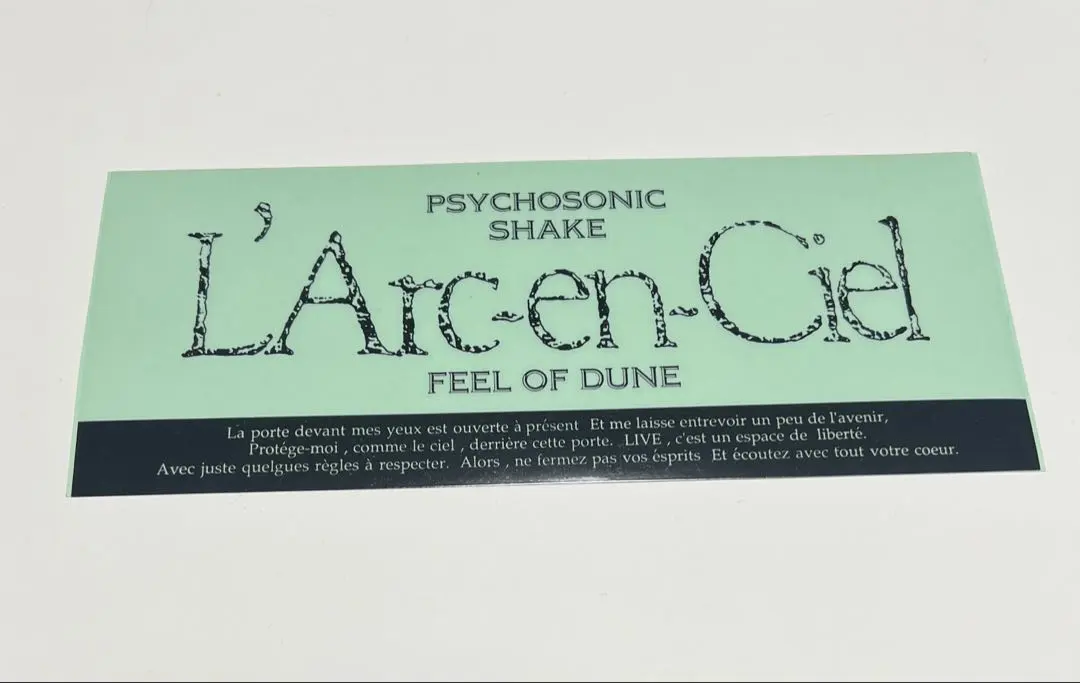 PSYCHOSONIC
SHAKE
L'Arc-en-Ciel
FEEL OF DUNE
La porte devant mes yeux est ouverte à présent Et me laisse entrevoir un peu de l'avenir,
Protége-moi , comme le ciel , derrière cette porte. LIVE , c'est un espace de liberté.
Avec juste quelgues règles à respecter. Alors , ne fermez pas vos ésprits Et écoutez avec tout votre coeur.